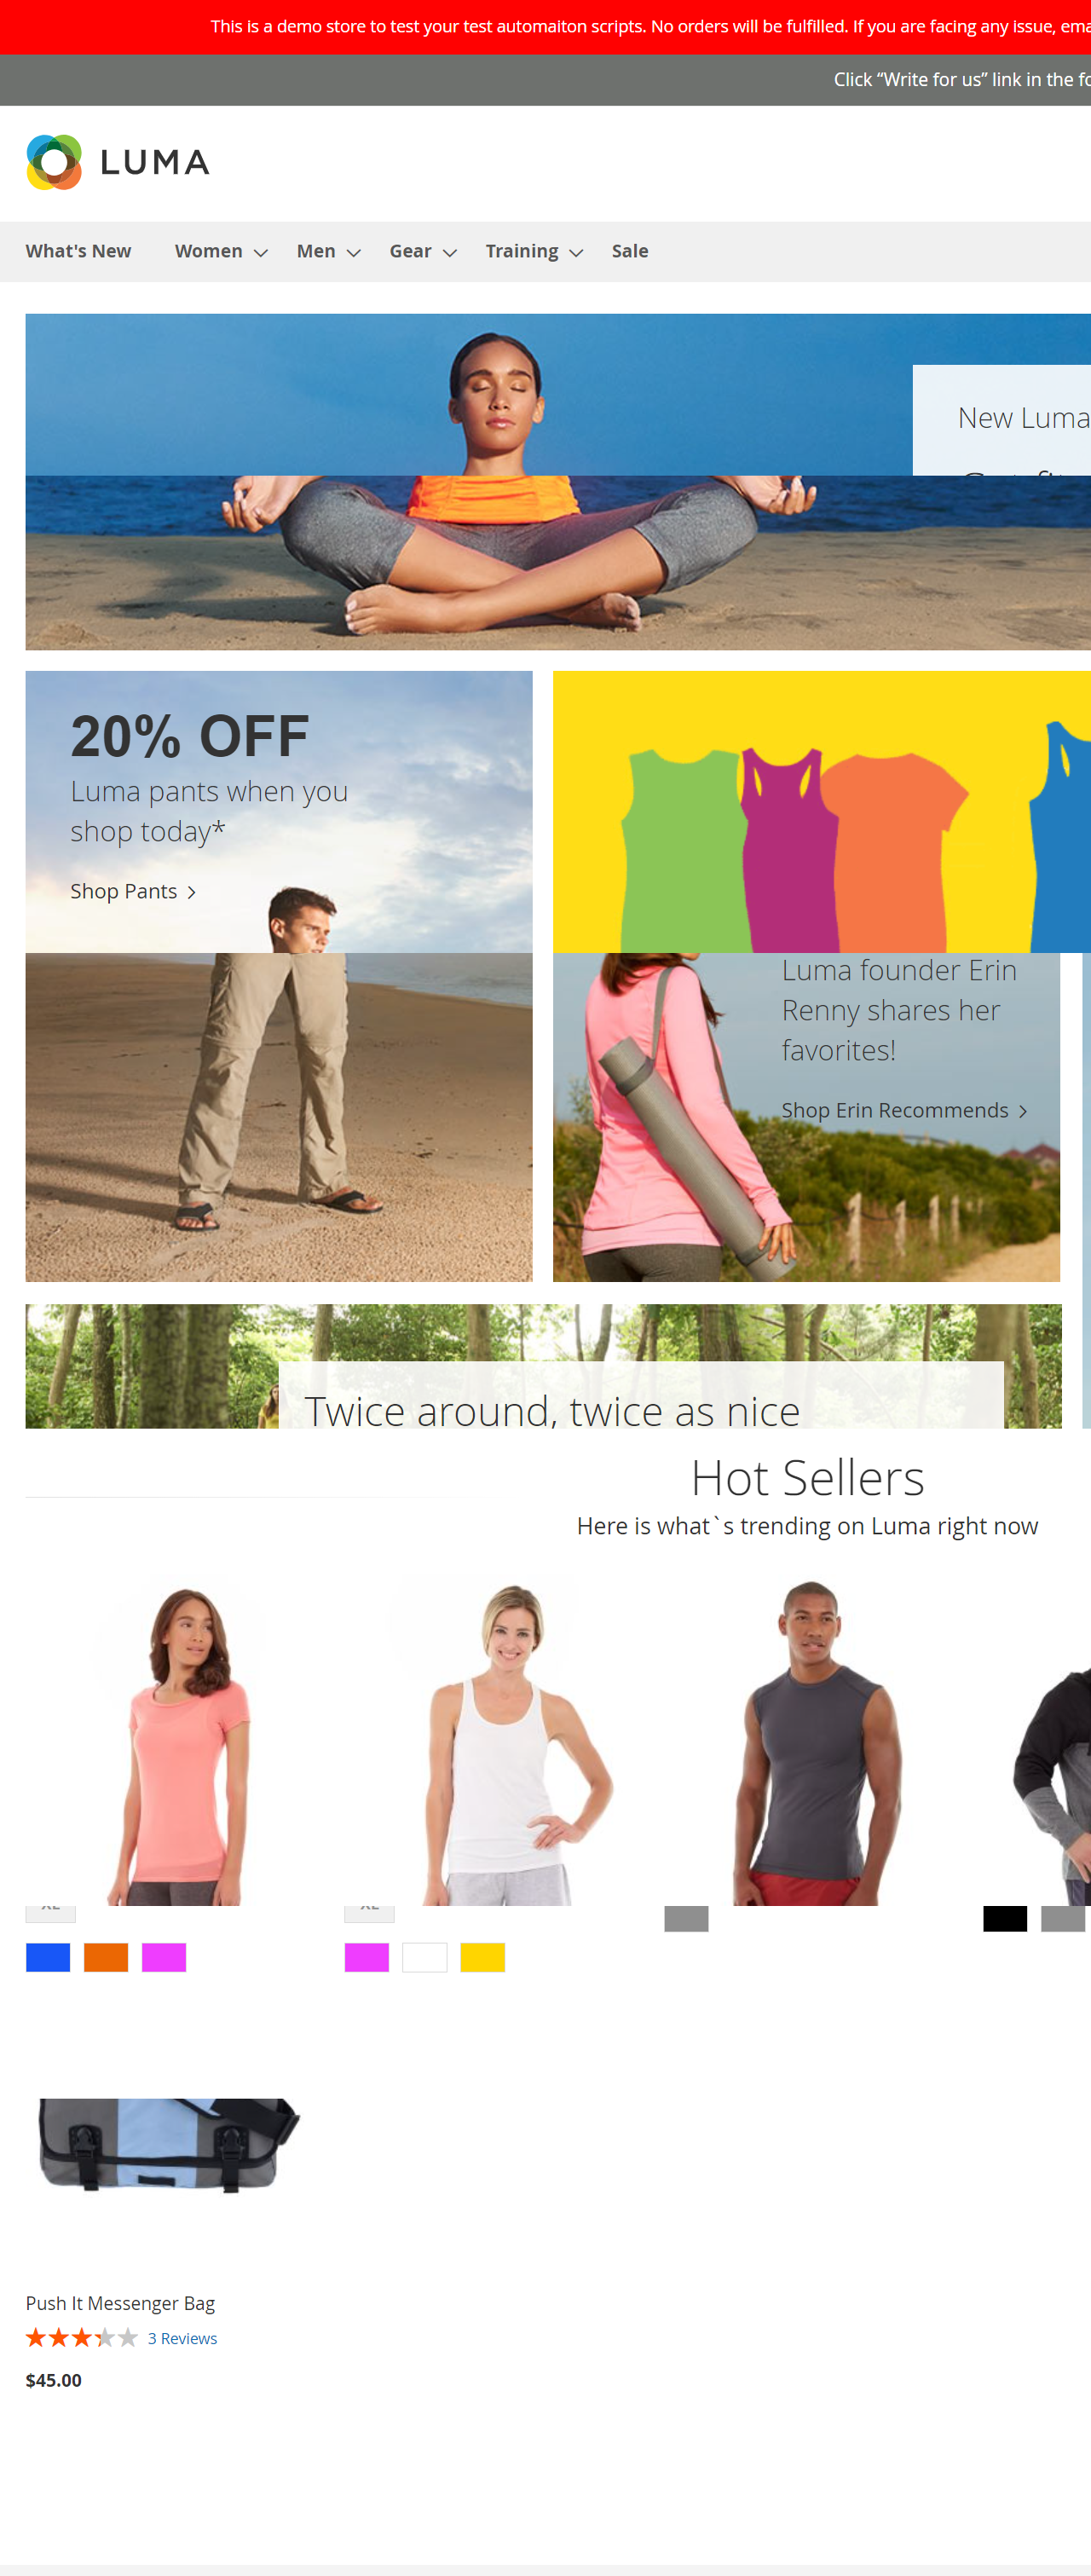 This is a demo store to test your test automaiton scripts. No orders will be fulfilled. If you are facing any issue,
Click “Write for us” link in the
LUMA
What's New Women Men Gear Training Sale
New Luma
20% OFF
Luma pants when you
shop today*
Shop Pants
Luma founder Erin
Renny shares her
favorites!
Shop Erin Recommends
Twice around, twice as nice
Hot Sellers
Here is what`s trending on Luma right now
Push It Messenger Bag
3 Reviews
$45.00